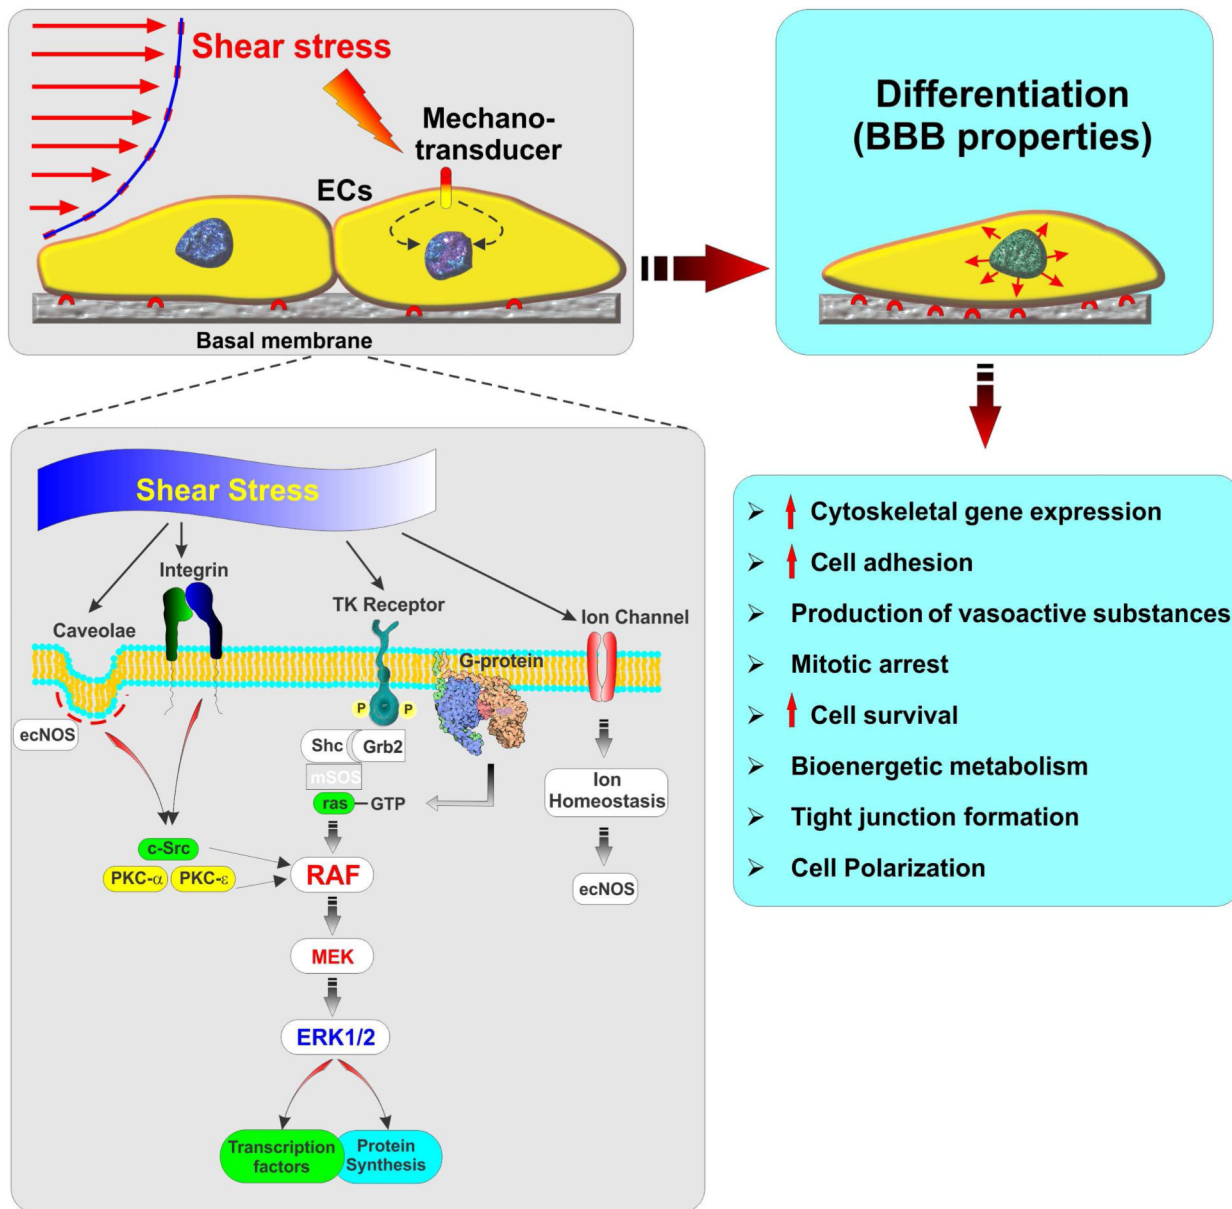 Shear stress
Mechano-
transducer
ECs
Basal membrane
Differentiation
(BBB properties)
Shear Stress
Integrin
Caveolae
TK Receptor
Ion Channel
G-protein
P
P
ecNOS
Shc
Grb2
mSOS
ras
GTP
Ion
Homeostasis
c-Src
PKC-α
PKC-ε
RAF
ecNOS
MEK
ERK1/2
Transcription
factors
Protein
Synthesis
➢ Cytoskeletal gene expression
➢ Cell adhesion
➢ Production of vasoactive substances
➢ Mitotic arrest
➢ Cell survival
➢ Bioenergetic metabolism
➢ Tight junction formation
➢ Cell Polarization